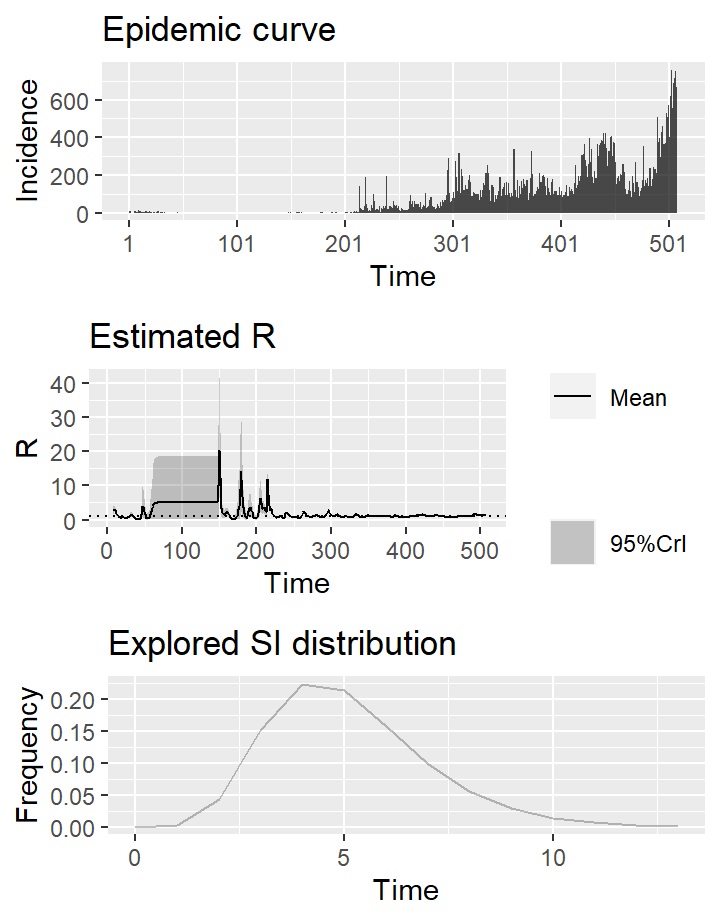 Epidemic curve
Incidence
600
400
200
0
1 101 201 301 401 501
Time
Estimated R
R
40
30
20
10
0
0 100 200 300 400 500
Time
Mean
95%CrI
Explored SI distribution
Frequency
0.20
0.15
0.10
0.05
0.00
0 5 10
Time